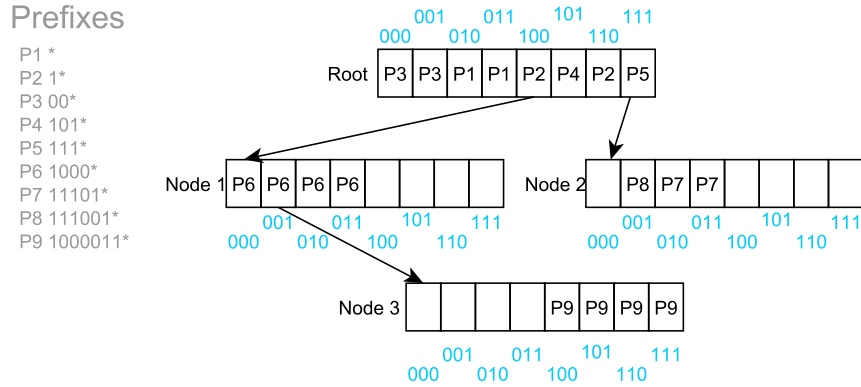 Prefixes
P1 *
P2 1*
P3 00*
P4 101*
P5 111*
P6 1000*
P7 11101*
P8 111001*
P9 1000011*
001 011 101 111
000 010 100 110
Root P3 P3 P1 P1 P2 P4 P2 P5
Node 1 P6 P6 P6 P6
001 011 101 111
000 010 100 110
Node 2 P8 P7 P7
001 011 101 111
000 010 100 110
Node 3 P9 P9 P9 P9
001 011 101 111
000 010 100 110